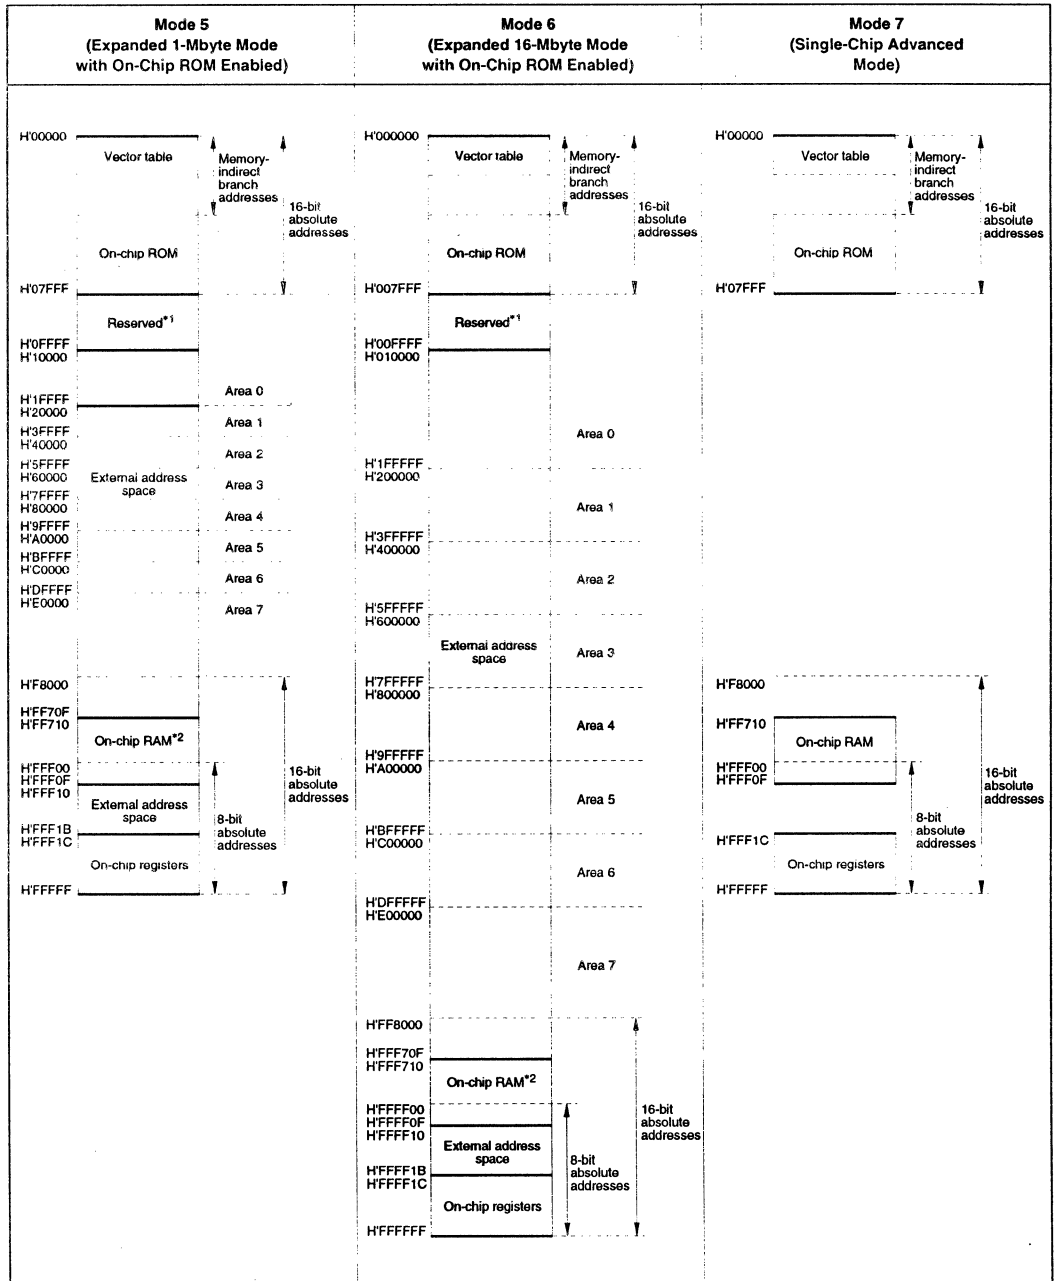 Mode 5
(Expanded 1-Mbyte Mode
with On-Chip ROM Enabled)
Mode 6
(Expanded 16-Mbyte Mode
with On-Chip ROM Enabled)
Mode 7
(Single-Chip Advanced
Mode)
H'00000
Vector table
Memory-
indirect
branch
addresses
16-bit
absolute
addresses
On-chip ROM
H'07FFF
Reserved*1
H'0FFFF
H'10000
Area 0
H'1FFFF
H'20000
Area 1
H'3FFFF
H'40000
Area 2
H'5FFFF
H'60000
External address
space
Area 3
H'7FFFF
H'80000
Area 4
H'9FFFF
H'A0000
Area 5
H'BFFFF
H'C0000
Area 6
H'DFFFF
H'E0000
Area 7
H'F8000
H'FF70F
H'FF710
On-chip RAM*2
H'FFF00
H'FFF0F
H'FFF10
16-bit
absolute
addresses
External address
space
8-bit
absolute
addresses
H'FFF1B
H'FFF1C
On-chip registers
H'FFFFF
H'000000
Vector table
Memory-
indirect
branch
addresses
16-bit
absolute
addresses
On-chip ROM
H'007FFF
Reserved*1
H'00FFFF
H'010000
Area 0
H'1FFFFF
H'200000
Area 1
H'3FFFFF
H'400000
Area 2
H'5FFFFF
H'600000
External address
space
Area 3
H'7FFFFF
H'800000
Area 4
H'9FFFFF
H'A00000
Area 5
H'BFFFFF
H'C00000
Area 6
H'DFFFFF
H'E00000
Area 7
H'FF8000
H'FFF70F
H'FFF710
On-chip RAM*2
H'FFFF00
H'FFFF0F
H'FFFF10
16-bit
absolute
addresses
External address
space
8-bit
absolute
addresses
H'FFFF1B
H'FFFF1C
On-chip registers
H'FFFFFF
H'00000
Vector table
Memory-
indirect
branch
addresses
16-bit
absolute
addresses
On-chip ROM
H'07FFF
H'F8000
H'FF710
On-chip RAM
H'FFF00
H'FFF0F
16-bit
absolute
addresses
8-bit
absolute
addresses
H'FFF1C
On-chip registers
H'FFFFF